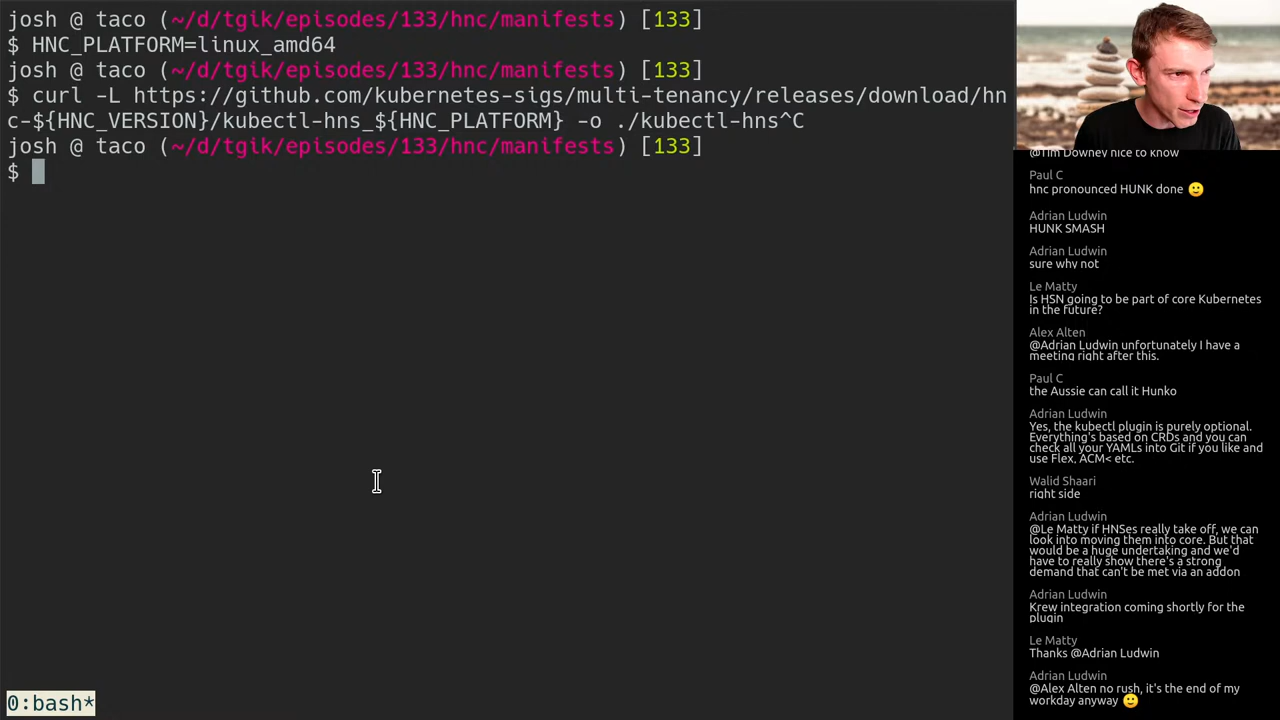 josh @ taco (~/d/tgik/episodes/133/hnc/manifests) [133]
$ HNC_PLATFORM=linux_amd64
josh @ taco (~/d/tgik/episodes/133/hnc/manifests) [133]
$ curl -L https://github.com/kubernetes-sigs/multi-tenancy/releases/download/hn
c-${HNC_VERSION}/kubectl-hns_${HNC_PLATFORM} -o ./kubectl-hns^C
josh @ taco (~/d/tgik/episodes/133/hnc/manifests) [133]
$
0:bash*
@Tim Downey nice to know
Paul C
hnc pronounced HUNK done 🙂
Adrian Ludwin
HUNK SMASH
Adrian Ludwin
sure why not
Le Matty
Is HSN going to be part of core Kubernetes
in the future?
Alex Alten
@Adrian Ludwin unfortunately I have a
meeting right after this.
Paul C
the Aussie can call it Hunko
Adrian Ludwin
Yes, the kubectl plugin is purely optional.
Everything's based on CRDs and you can
check all your YAMLs into Git if you like and
use Flex, ACM< etc.
Walid Shaari
right side
Adrian Ludwin
@Le Matty if HNSes really take off, we can
look into moving them into core. But that
would be a huge undertaking and we'd
have to really show there's a strong
demand that can't be met via an addon
Adrian Ludwin
Krew integration coming shortly for the
plugin
Le Matty
Thanks @Adrian Ludwin
Adrian Ludwin
@Alex Alten no rush, it's the end of my
workday anyway 🙂